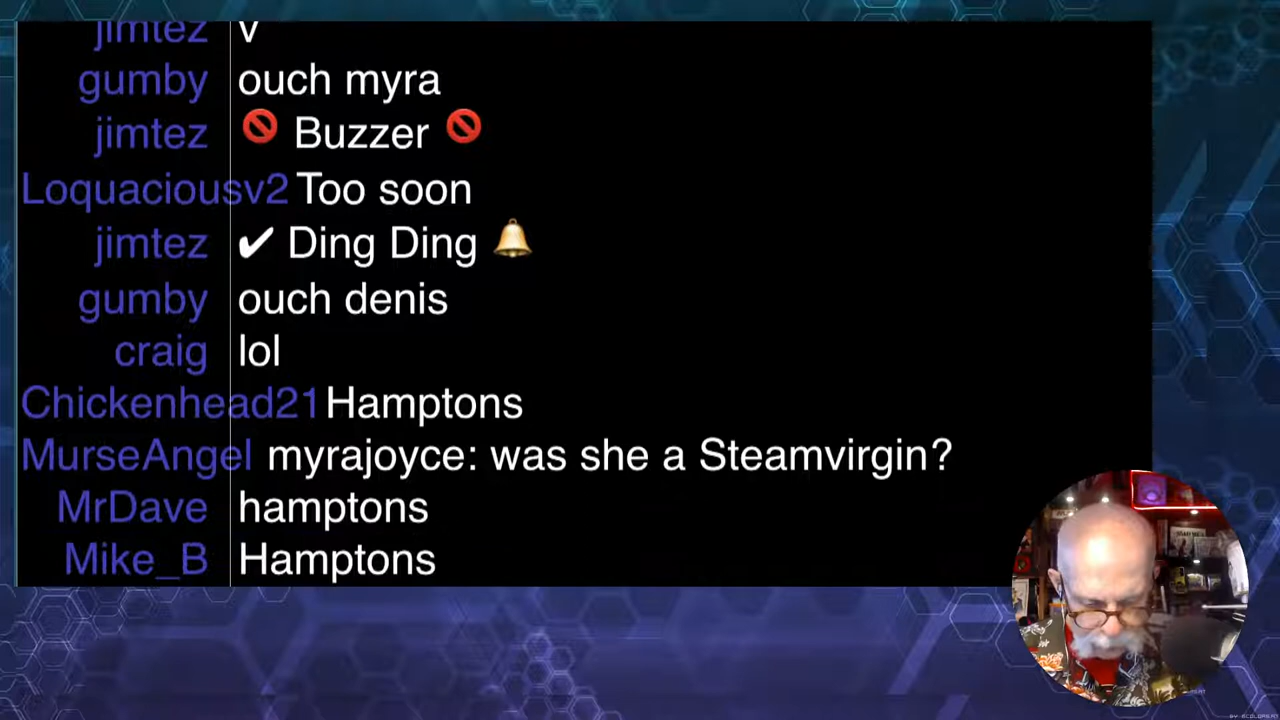 jimtez v
gumby ouch myra
jimtez 🚫 Buzzer 🚫
Loquaciousv2 Too soon
jimtez ✔ Ding Ding 🔔
gumby ouch denis
craig lol
Chickenhead21 Hamptons
MurseAngel myrajoyce: was she a Steamvirgin?
MrDave hamptons
Mike_B Hamptons